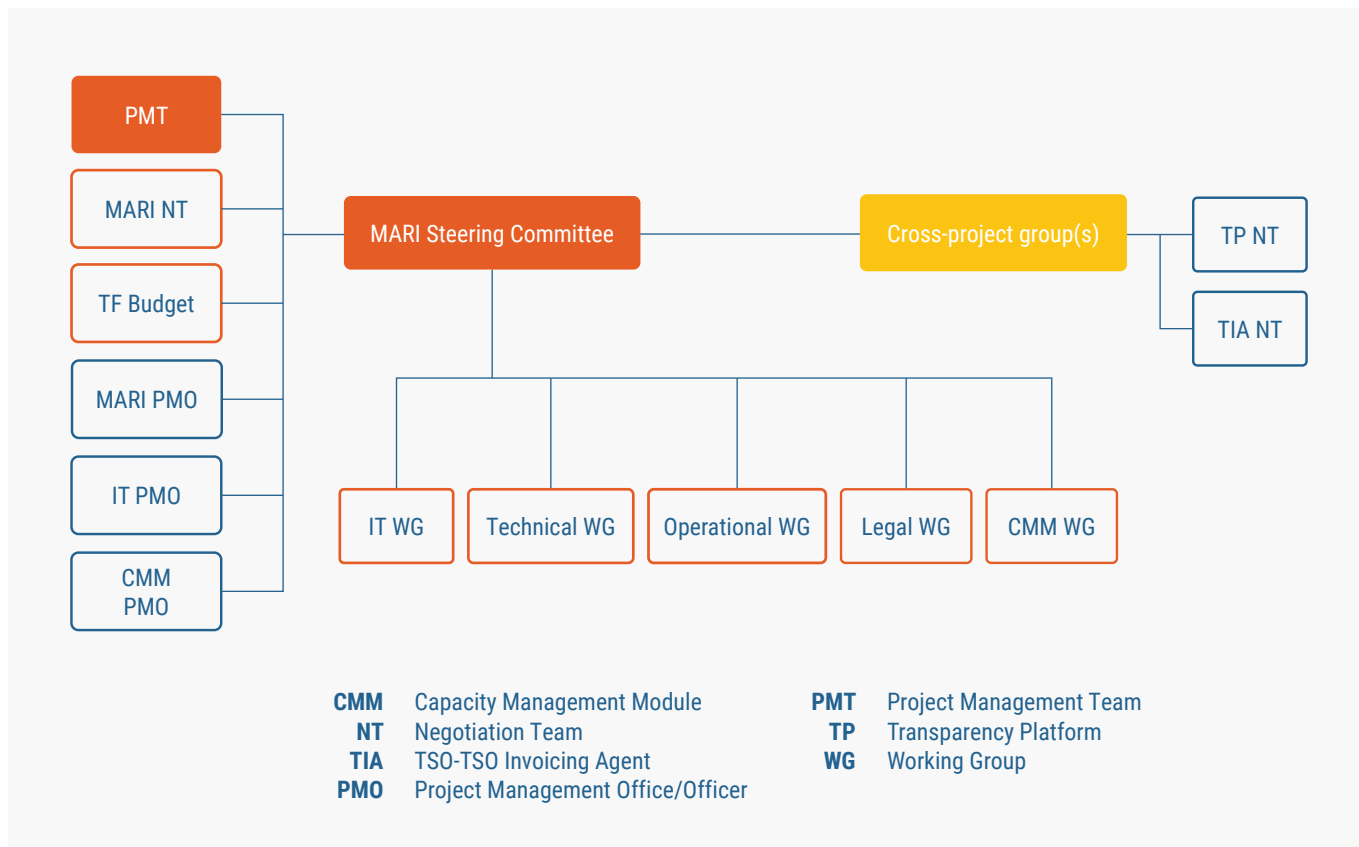 PMT
MARI NT
TF Budget
MARI PMO
IT PMO
CMM
PMO
MARI Steering Committee
Cross-project group(s)
TP NT
TIA NT
IT WG
Technical WG
Operational WG
Legal WG
CMM WG
CMM Capacity Management Module
NT Negotiation Team
TIA TSO-TSO Invoicing Agent
PMO Project Management Office/Officer
PMT Project Management Team
TP Transparency Platform
WG Working Group